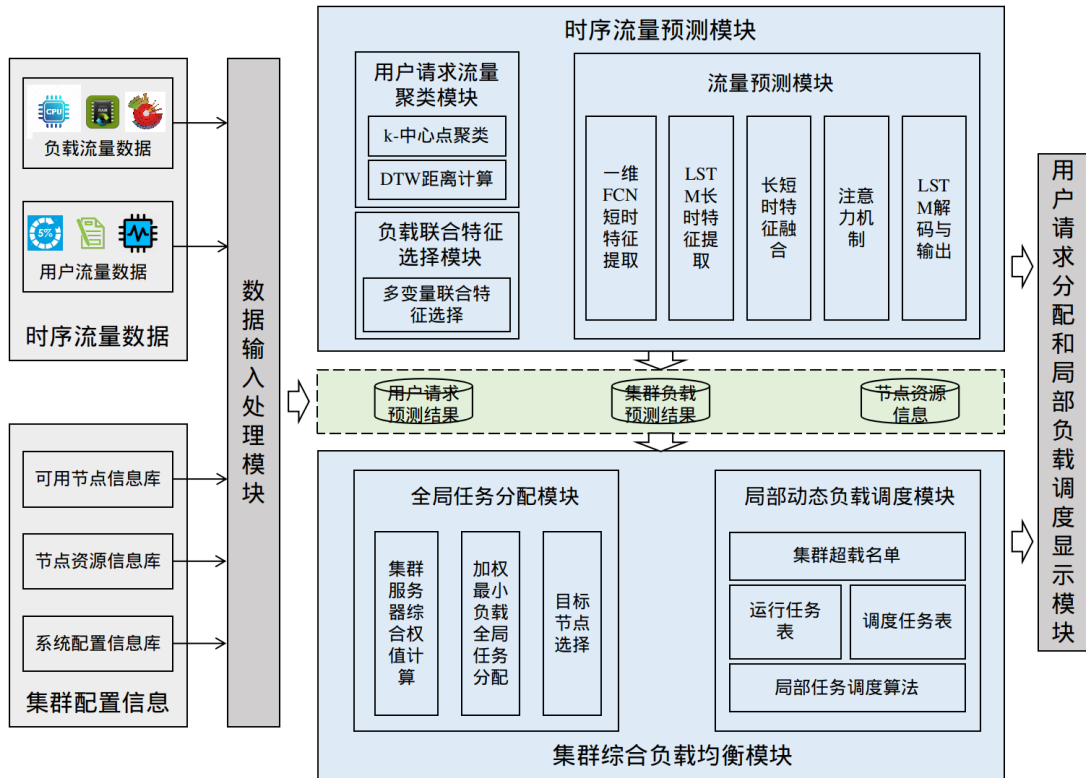 时序流量预测模块
用户请求流量
聚类模块
k-中心点聚类
DTW距离计算
负载联合特征
选择模块
多变量联合特
征选择
流量预测模块
一维
FCN
短时
特征
提取
LST
M长
时特
征提
取
长短
时特
征融
合
注意
力机
制
LST
M解
码与
输出
CPU
RAM
负载流量数据
5%
用户流量数据
时序流量数据
可用节点信息库
节点资源信息库
系统配置信息库
集群配置信息
数据输入处理模块
用户请求
预测结果
集群负载
预测结果
节点资源
信息
全局任务分配模块
集群
服务
器综
合权
值计
算
加权
最小
负载
全局
任务
分配
目标
节点
选择
局部动态负载调度模块
集群超载名单
运行任务
表
调度任务表
局部任务调度算法
集群综合负载均衡模块
用户请求分配和局部负载调度显示模块